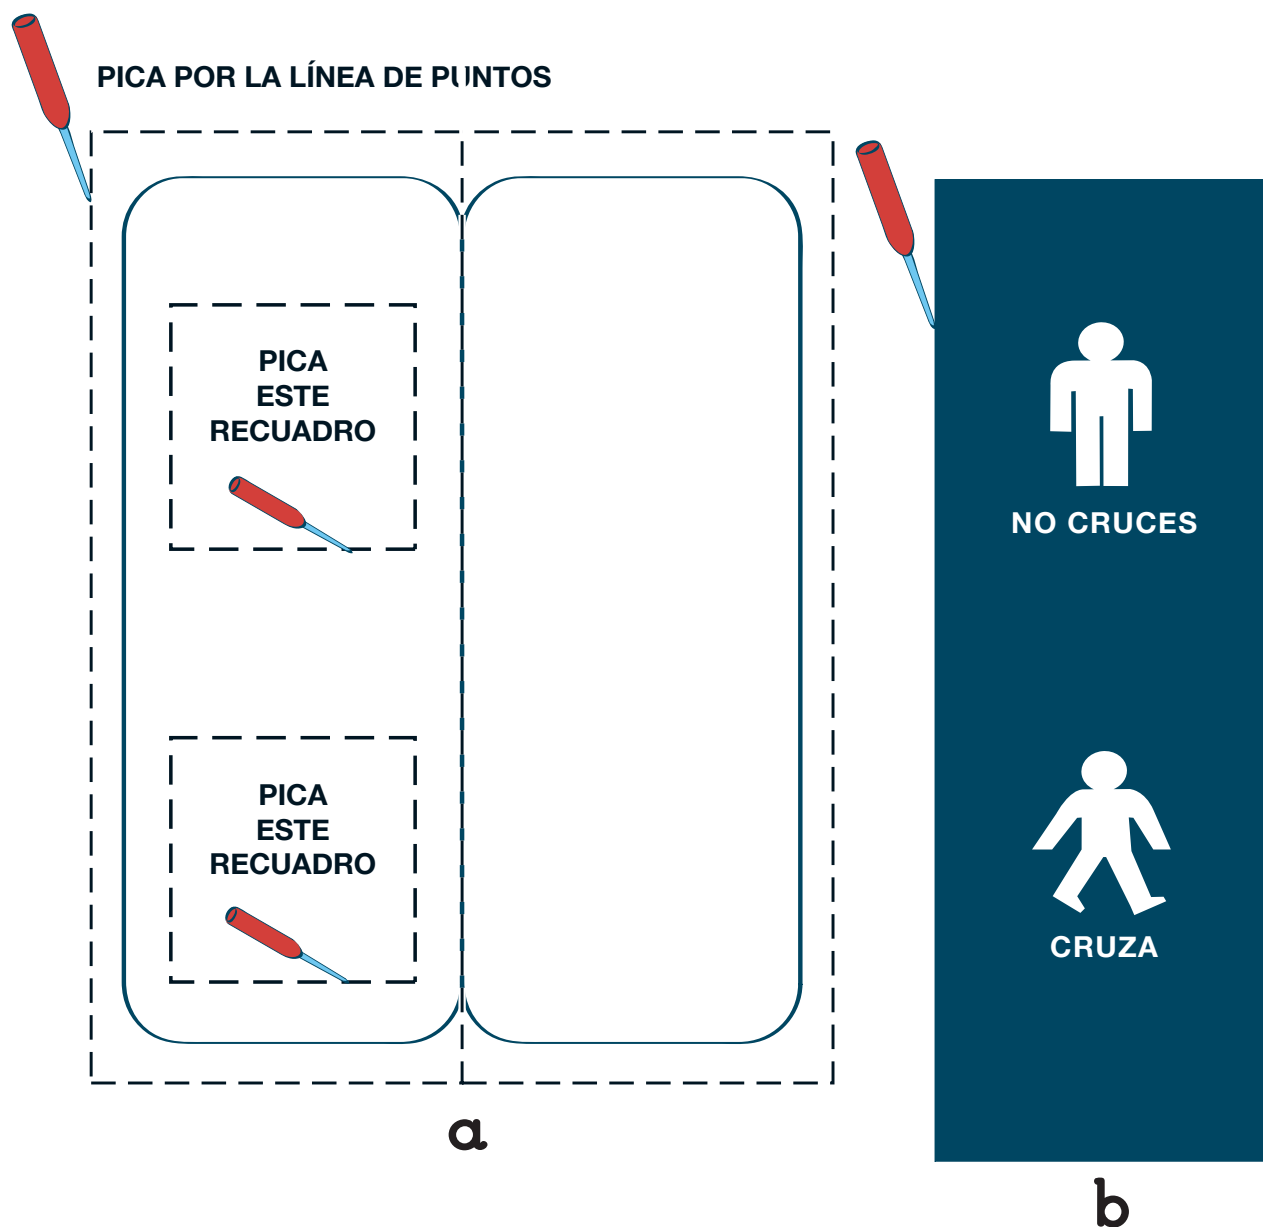 PICA POR LA LÍNEA DE PUNTOS
PICA
ESTE
RECUADRO
PICA
ESTE
RECUADRO
a
NO CRUCES
CRUZA
b